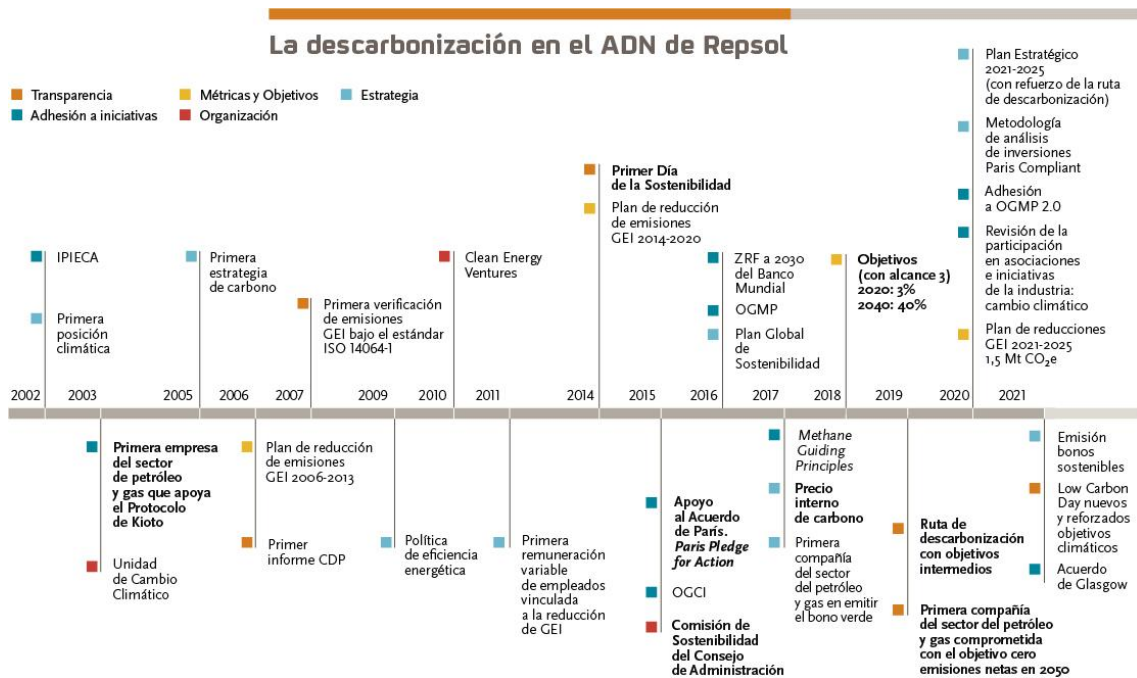 La descarbonización en el ADN de Repsol
Transparencia
Métricas y Objetivos
Estrategia
Adhesión a iniciativas
Organización
IPIECA
Primera
posición
climática
Primera
estrategia
de carbono
Primera verificación
de emisiones
GEI bajo el estándar
ISO 14064-1
Clean Energy
Ventures
Primer Día
de la Sostenibilidad
Plan de reducción
de emisiones
GEI 2014-2020
ZRF a 2030
del Banco
Mundial
OGMP
Plan Global
de
Sostenibilidad
Objetivos
(con alcance 3)
2020: 3%
2040: 40%
Plan Estratégico
2021-2025
(con refuerzo de la ruta
de descarbonización)
Metodología
de análisis
de inversiones
Paris Compliant
Adhesión
a OGMP 2.0
Revisión de la
participación
en asociaciones
e iniciativas
de la industria:
cambio climático
Plan de reducciones
GEI 2021-2025
1,5 Mt CO₂e
2002 2003 2005 2006 2007 2009 2010 2011 2014 2015 2016 2017 2018 2019 2020 2021
Primera empresa
del sector
de petróleo
y gas que apoya
el Protocolo
de Kioto
Unidad
de Cambio
Climático
Plan de reducción
de emisiones
GEI 2006-2013
Primer
informe CDP
Política
de eficiencia
energética
Primera
remuneración
variable
de empleados
vinculada
a la reducción
de GEI
Apoyo
al Acuerdo
de París.
Paris Pledge
for Action
OGCI
Comisión de
Sostenibilidad
del Consejo
de Administración
Methane
Guiding
Principles
Precio
interno
de carbono
Primera
compañía
del sector
del petróleo
y gas en emitir
el bono verde
Ruta de
descarbonización
con objetivos
intermedios
Primera compañía
del sector del petróleo
y gas comprometida
con el objetivo cero
emisiones netas en 2050
Emisión
bonos
sostenibles
Low Carbon
Day nuevos
y reforzados
objetivos
climáticos
Acuerdo
de Glasgow